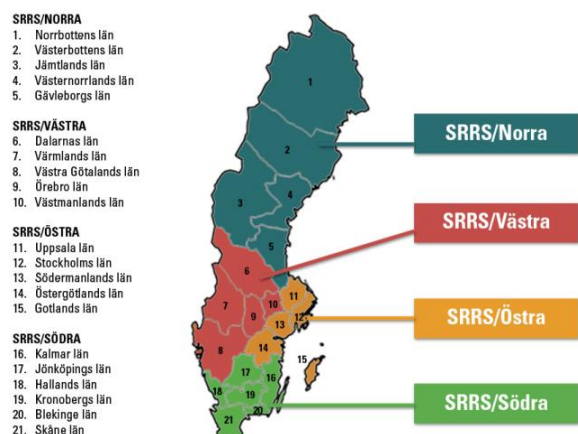 SRRS/NORRA
1. Norrbottens län
2. Västerbottens län
3. Jämtlands län
4. Västernorrlands län
5. Gävleborgs län
SRRS/VÄSTRA
6. Dalarnas län
7. Värmlands län
8. Västra Götalands län
9. Örebro län
10. Västmanlands län
SRRS/ÖSTRA
11. Uppsala län
12. Stockholms län
13. Södermanlands län
14. Östergötlands län
15. Gotlands län
SRRS/SÖDRA
16. Kalmar län
17. Jönköpings län
18. Hallands län
19. Kronobergs län
20. Blekinge län
21. Skåne län
1
2
3
4
5
6
7
8
9
10
11
12
13
14
15
16
17
18
19
20
21
SRRS/Norra
SRRS/Västra
SRRS/Östra
SRRS/Södra